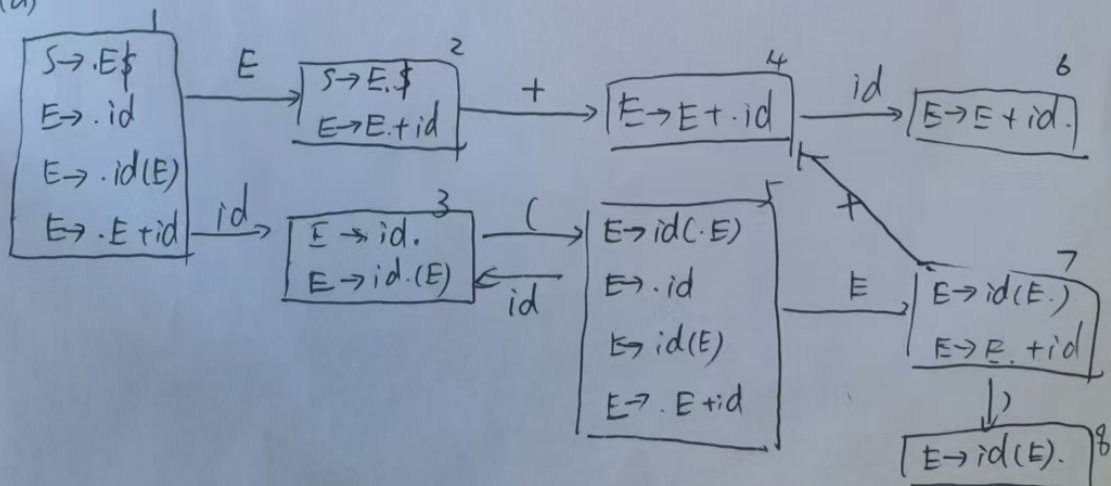 (a)
1
S→.E$
E→.id
E→.id(E)
E→.E+id
E
id
2
S→E.$
E→E.+id
+
3
E→id.
E→id.(E)
(
id
4
E→E+.id
id
5
E→id(.E)
E→.id
E→id(E)
E→.E+id
E
+
6
E→E+id.
7
E→id(E.)
E→E.+id
)
8
E→id(E).